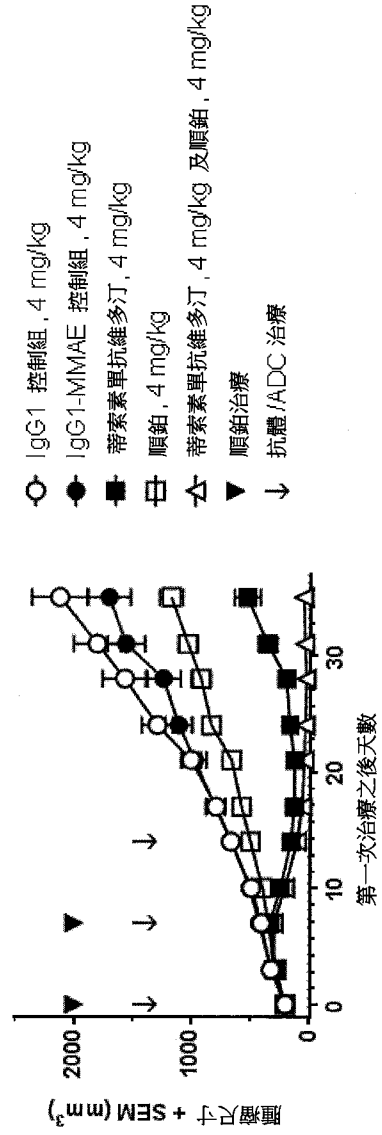 腫瘤尺寸
+ SEM (mm³)
2000
1000
0
0
10
20
30
第一次治療之後天數
IgG1 控制組, 4 mg/kg
IgG1-MMAE 控制組, 4 mg/kg
蒂索素單抗維多汀, 4 mg/kg
順鉑, 4 mg/kg
蒂索素單抗維多汀, 4 mg/kg 及順鉑, 4 mg/kg
順鉑治療
抗體/ADC 治療